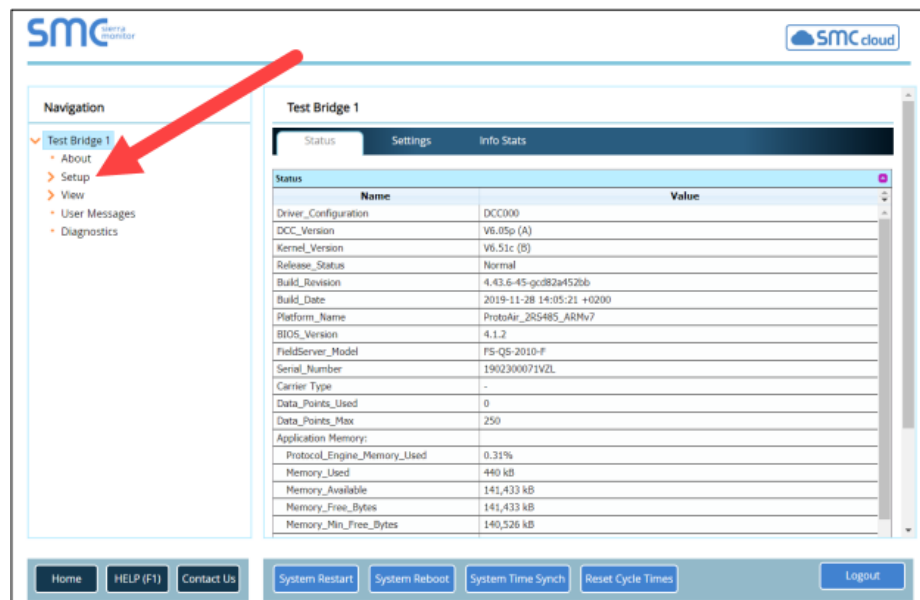 SMC sierra monitor
SMC cloud
Navigation
Test Bridge 1
About
Setup
View
User Messages
Diagnostics
Test Bridge 1
Status Settings Info Stats
Status
Name Value
Driver_Configuration DCC000
DCC_Version V6.05p (A)
Kernel_Version V6.51c (B)
Release_Status Normal
Build_Revision 4.43.6-45-gcd82a452bb
Build_Date 2019-11-28 14:05:21 +0200
Platform_Name ProtoAir_2RS485_ARMv7
BIOS_Version 4.1.2
FieldServer_Model FS-QS-2010-F
Serial_Number 1902300071VZL
Carrier Type -
Data_Points_Used 0
Data_Points_Max 250
Application Memory:
Protocol_Engine_Memory_Used 0.31%
Memory_Used 440 kB
Memory_Available 141,433 kB
Memory_Free_Bytes 141,433 kB
Memory_Min_Free_Bytes 140,526 kB
Home HELP (F1) Contact Us System Restart System Reboot System Time Synch Reset Cycle Times Logout